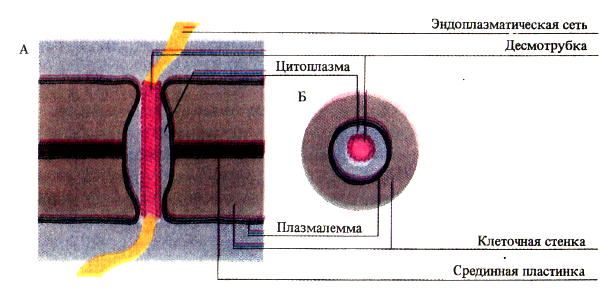 Эндоплазматическая сеть
А
Десмотрубка
Цитоплазма
Б
Плазмалемма
Клеточная стенка
Срединная пластинка